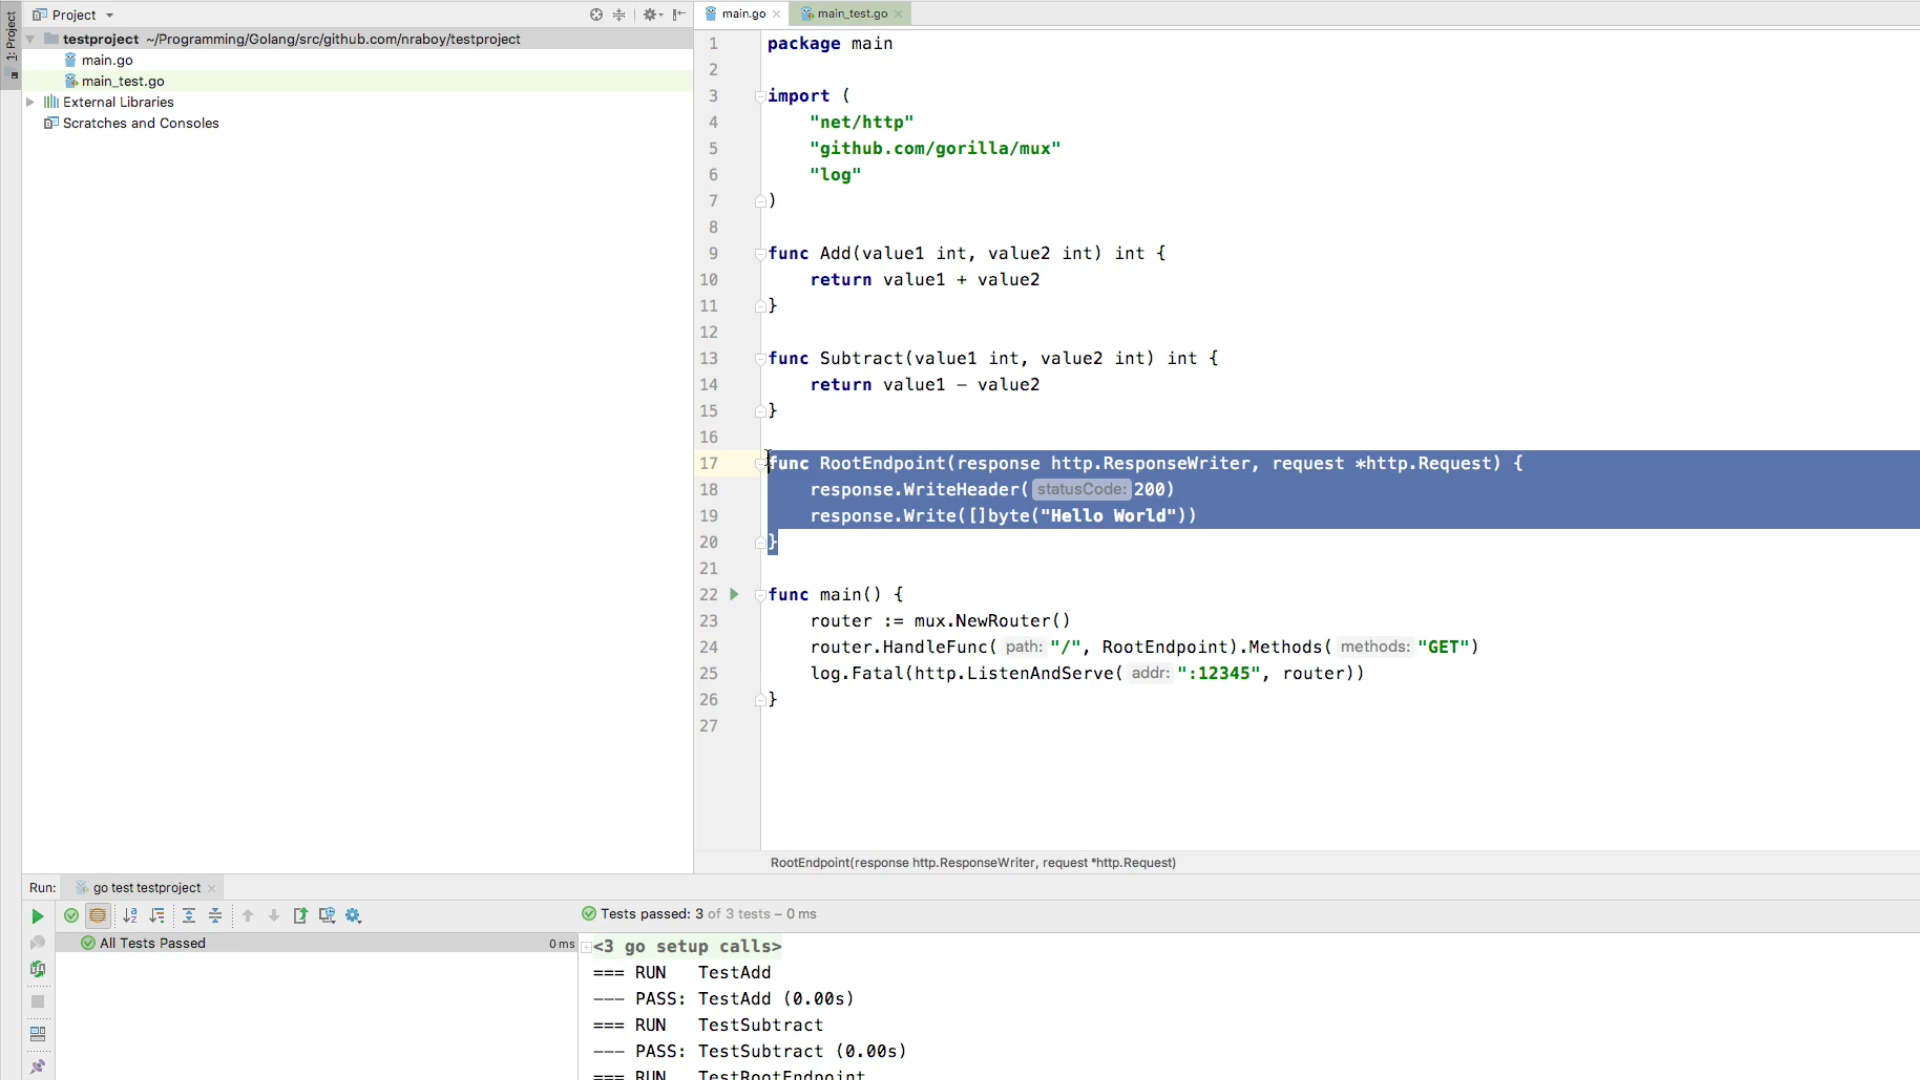 1: Project
Project
testproject ~/Programming/Golang/src/github.com/nraboy/testproject
main.go
main_test.go
External Libraries
Scratches and Consoles
main.go
main_test.go
1 package main
2
3 import (
4 "net/http"
5 "github.com/gorilla/mux"
6 "log"
7 )
8
9 func Add(value1 int, value2 int) int {
10 return value1 + value2
11 }
12
13 func Subtract(value1 int, value2 int) int {
14 return value1 - value2
15 }
16
17 func RootEndpoint(response http.ResponseWriter, request *http.Request) {
18 response.WriteHeader( statusCode: 200)
19 response.Write([]byte("Hello World"))
20 }
21
22 func main() {
23 router := mux.NewRouter()
24 router.HandleFunc( path: "/", RootEndpoint).Methods( methods: "GET")
25 log.Fatal(http.ListenAndServe( addr: ":12345", router))
26 }
27
RootEndpoint(response http.ResponseWriter, request *http.Request)
Run: go test testproject
Tests passed: 3 of 3 tests – 0 ms
All Tests Passed 0 ms
<3 go setup calls>
=== RUN TestAdd
--- PASS: TestAdd (0.00s)
=== RUN TestSubtract
--- PASS: TestSubtract (0.00s)
=== RUN TestRootEndpoint